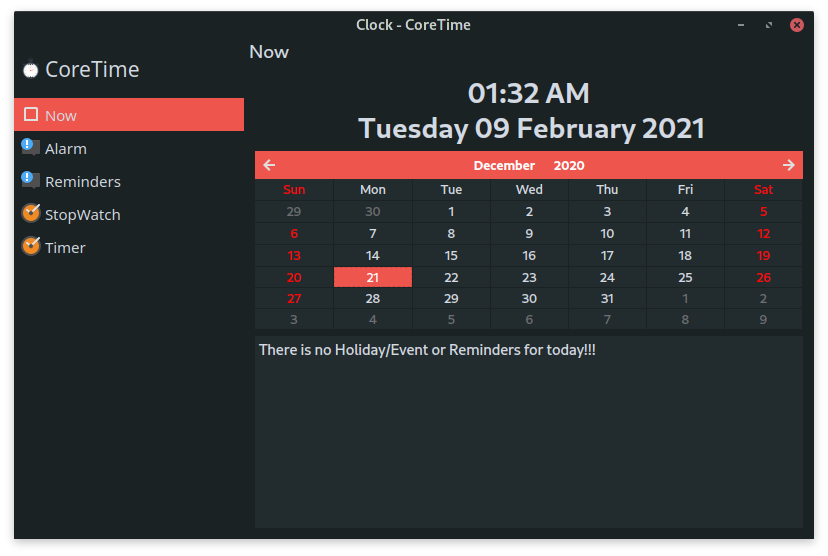 Clock - CoreTime
CoreTime
Now
Alarm
Reminders
StopWatch
Timer
Now
01:32 AM
Tuesday 09 February 2021
December 2020
Sun Mon Tue Wed Thu Fri Sat
29 30 1 2 3 4 5
6 7 8 9 10 11 12
13 14 15 16 17 18 19
20 21 22 23 24 25 26
27 28 29 30 31 1 2
3 4 5 6 7 8 9
There is no Holiday/Event or Reminders for today!!!